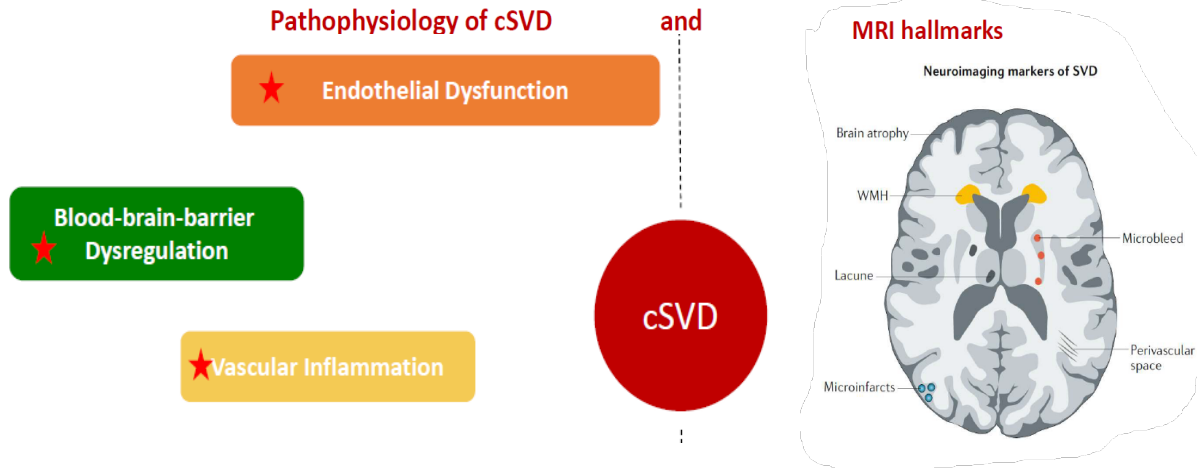 Pathophysiology of cSVD and MRI hallmarks
Endothelial Dysfunction
Blood-brain-barrier
Dysregulation
Vascular Inflammation
cSVD
Neuroimaging markers of SVD
Brain atrophy
WMH
Microbleed
Lacune
Perivascular
space
Microinfarcts